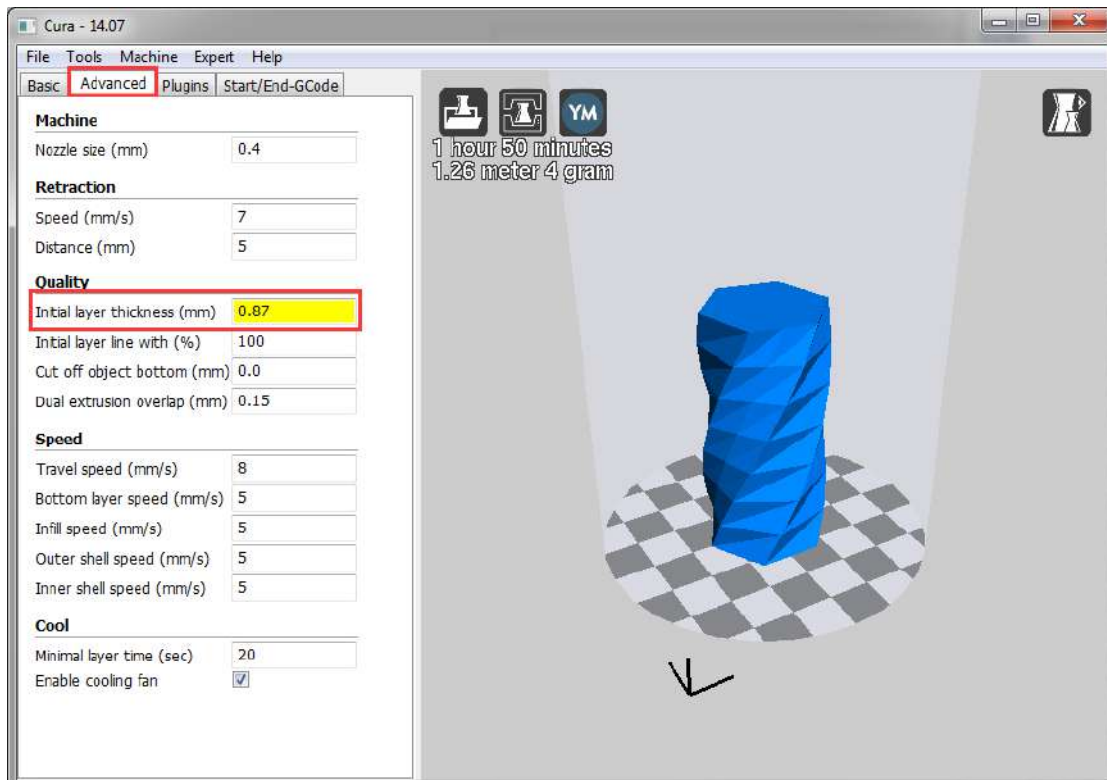 Cura - 14.07
File Tools Machine Expert Help
Basic Advanced Plugins Start/End-GCode
Machine
Nozzle size (mm) 0.4
Retraction
Speed (mm/s) 7
Distance (mm) 5
Quality
Initial layer thickness (mm) 0.87
Initial layer line with (%) 100
Cut off object bottom (mm) 0.0
Dual extrusion overlap (mm) 0.15
Speed
Travel speed (mm/s) 8
Bottom layer speed (mm/s) 5
Infill speed (mm/s) 5
Outer shell speed (mm/s) 5
Inner shell speed (mm/s) 5
Cool
Minimal layer time (sec) 20
Enable cooling fan
YM
1 hour 50 minutes
1.26 meter 4 gram